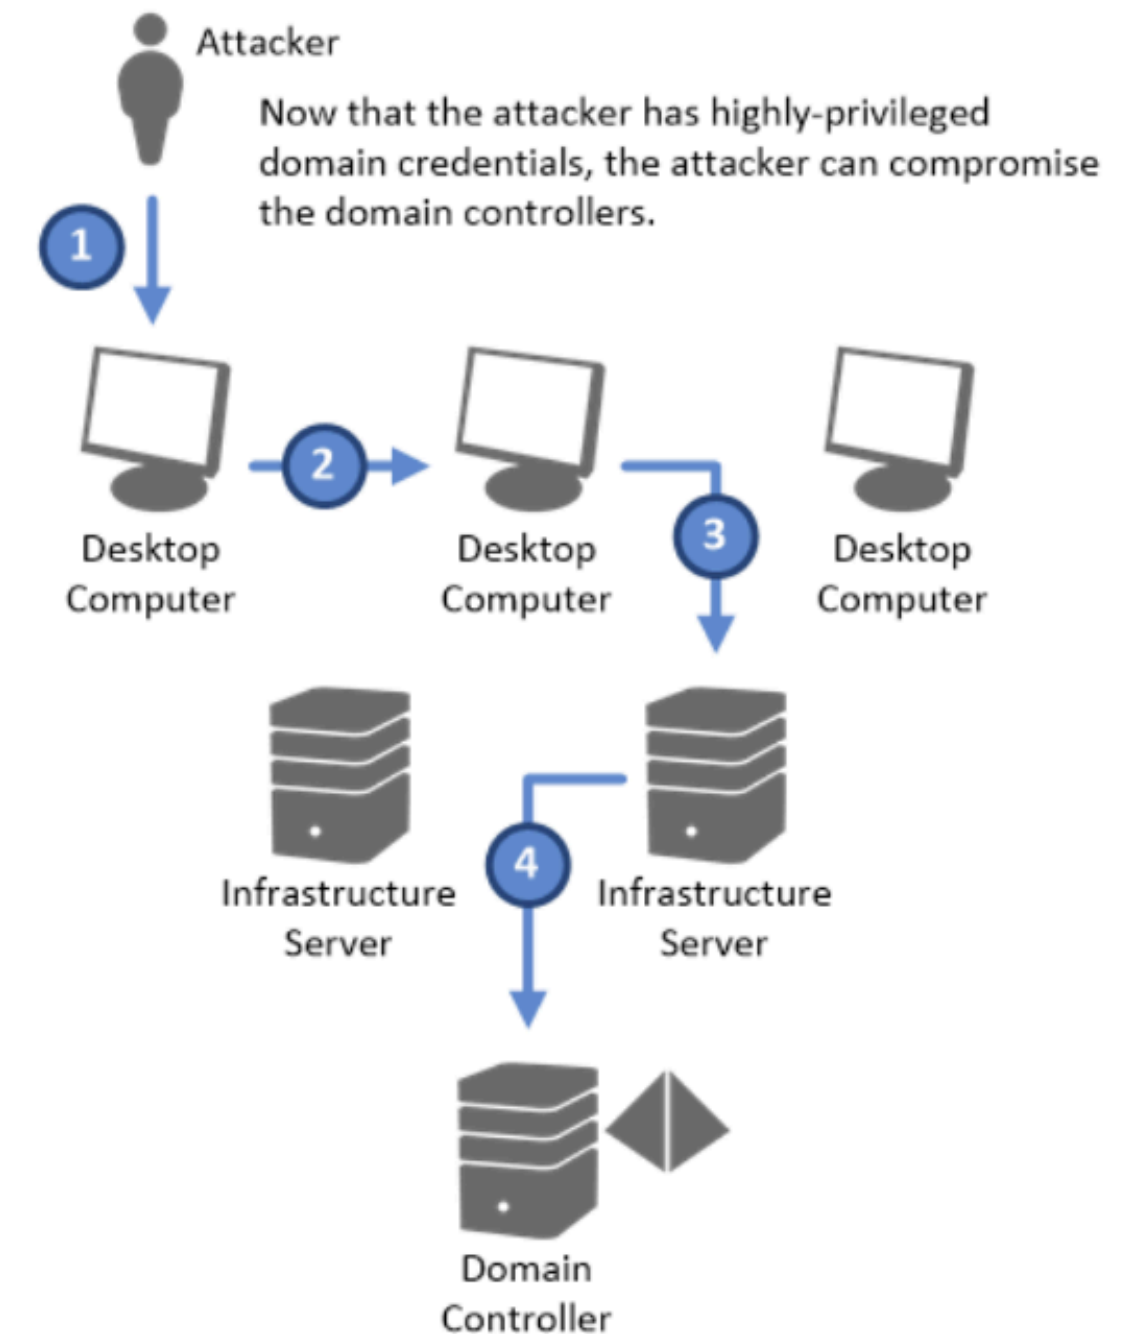 Attacker
Now that the attacker has highly-privileged
domain credentials, the attacker can compromise
the domain controllers.
1
2
3
Desktop
Computer
Desktop
Computer
Desktop
Computer
4
Infrastructure
Server
Infrastructure
Server
Domain
Controller